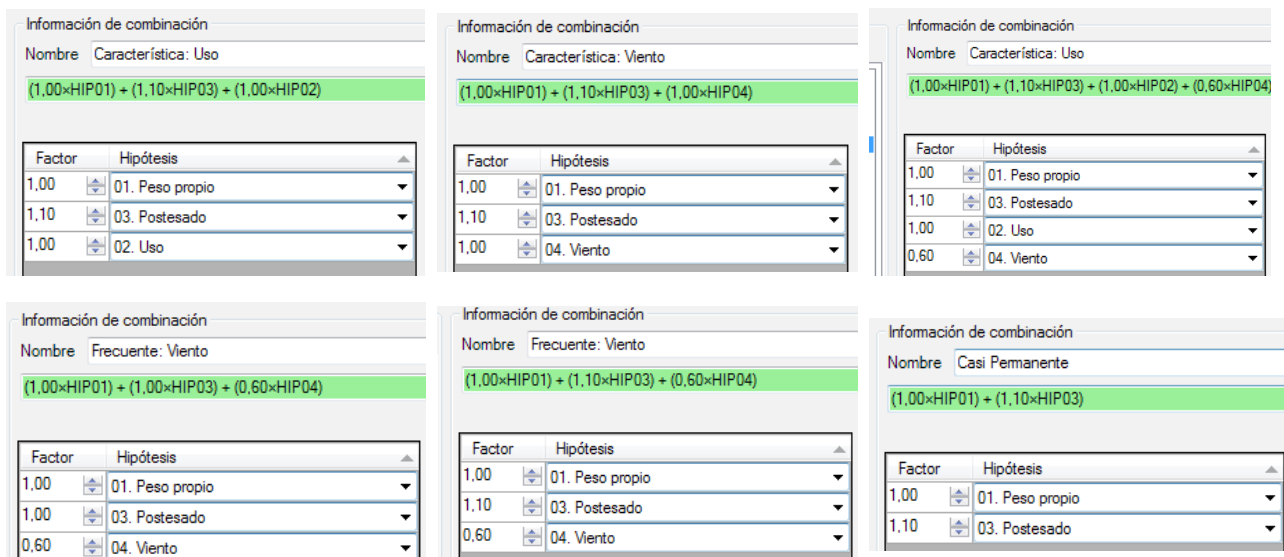 Información de combinación
Nombre Característica: Uso
(1,00×HIP01) + (1,10×HIP03) + (1,00×HIP02)
Factor Hipótesis
1,00 01. Peso propio
1,10 03. Postesado
1,00 02. Uso
Información de combinación
Nombre Característica: Viento
(1,00×HIP01) + (1,10×HIP03) + (1,00×HIP04)
Factor Hipótesis
1,00 01. Peso propio
1,10 03. Postesado
1,00 04. Viento
Información de combinación
Nombre Característica: Uso
(1,00×HIP01) + (1,10×HIP03) + (1,00×HIP02) + (0,60×HIP04)
Factor Hipótesis
1,00 01. Peso propio
1,10 03. Postesado
1,00 02. Uso
0,60 04. Viento
Información de combinación
Nombre Frecuente: Viento
(1,00×HIP01) + (1,00×HIP03) + (0,60×HIP04)
Factor Hipótesis
1,00 01. Peso propio
1,00 03. Postesado
0,60 04. Viento
Información de combinación
Nombre Frecuente: Viento
(1,00×HIP01) + (1,10×HIP03) + (0,60×HIP04)
Factor Hipótesis
1,00 01. Peso propio
1,10 03. Postesado
0,60 04. Viento
Información de combinación
Nombre Casi Permanente
(1,00×HIP01) + (1,10×HIP03)
Factor Hipótesis
1,00 01. Peso propio
1,10 03. Postesado